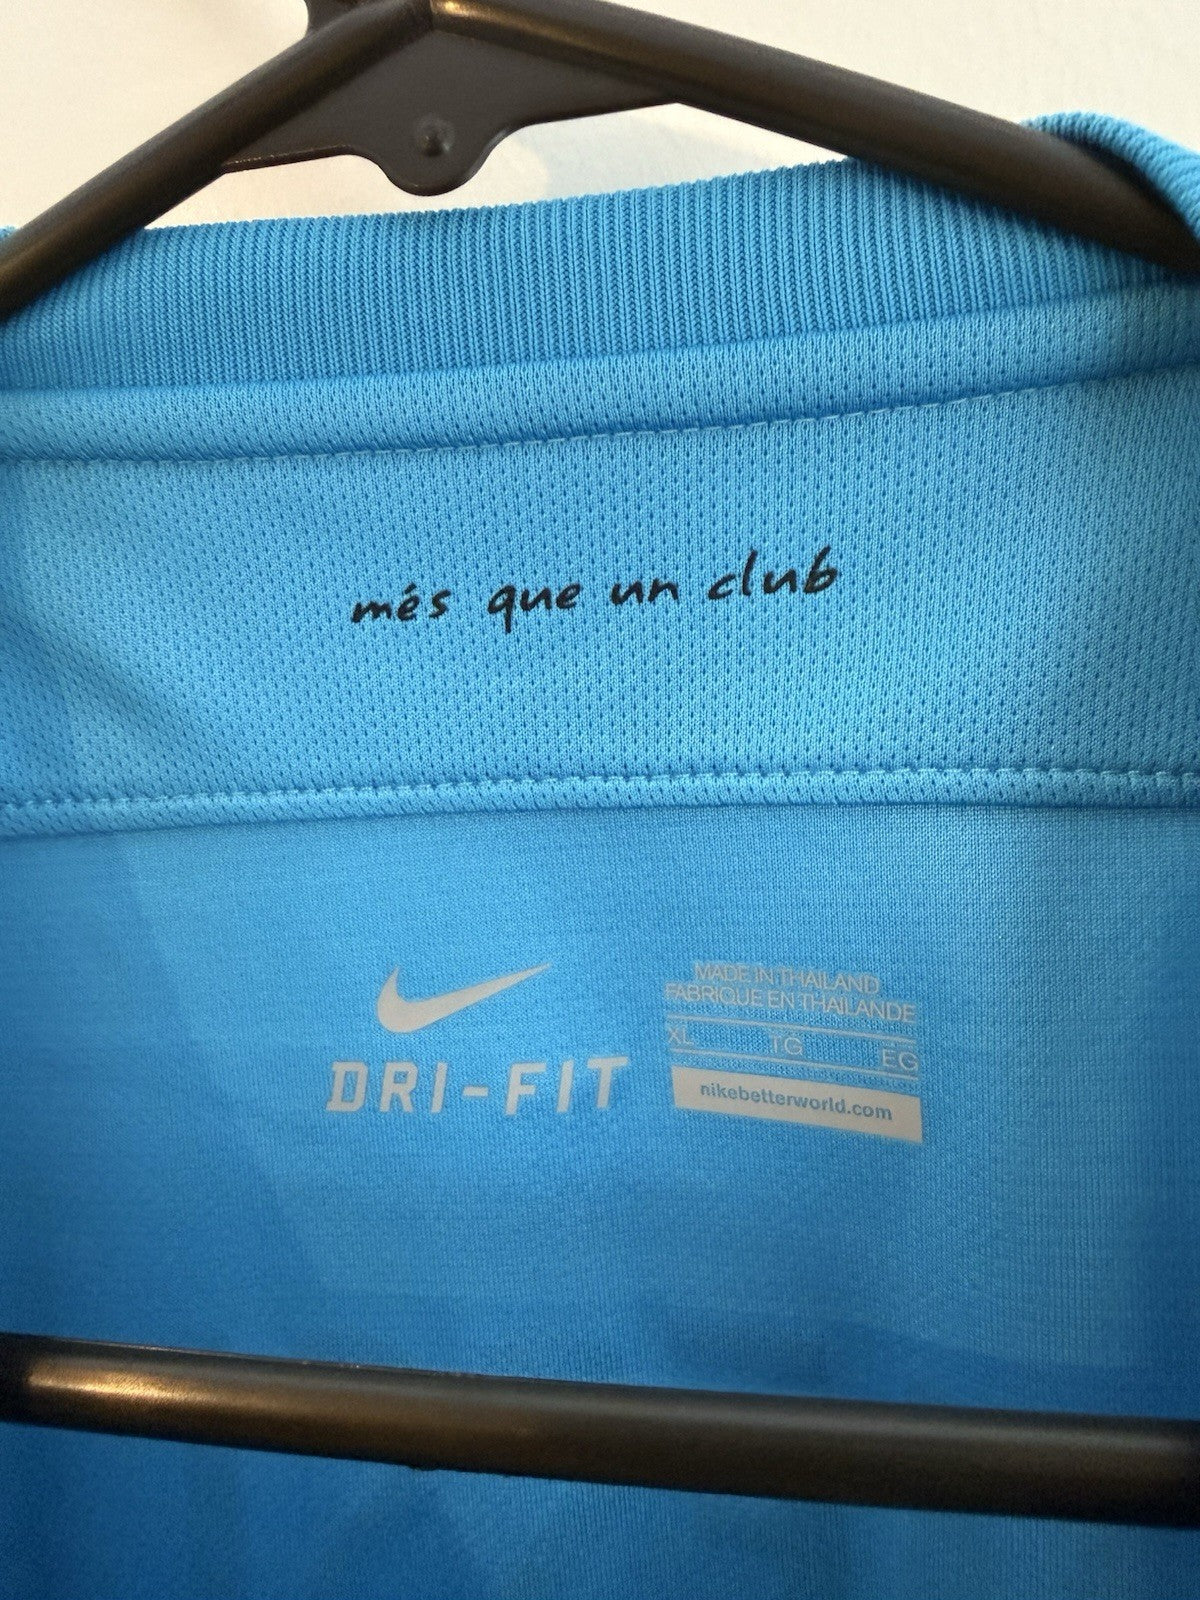 més que un club
DRI-FIT
MADE IN THAILAND
FABRIQUE EN THAILANDE
XL TG EG
nikebetterworld.com